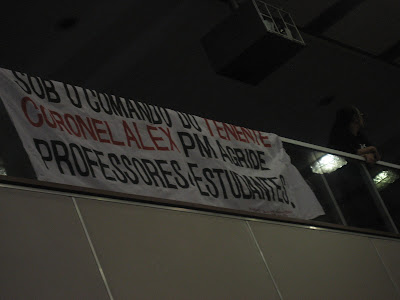 SOB O COMANDO DO TENENTE
CORONEL ALEX PM AGRIDE
PROFESSORES E ESTUDANTES!